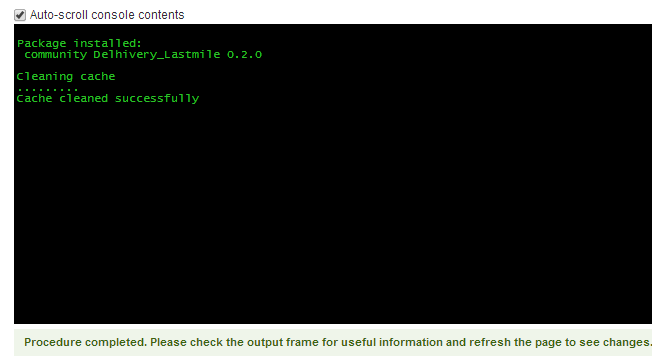 Auto-scroll console contents
Package installed:
community Delhivery_Lastmile 0.2.0
Cleaning cache
.........
Cache cleaned successfully
Procedure completed. Please check the output frame for useful information and refresh the page to see changes.